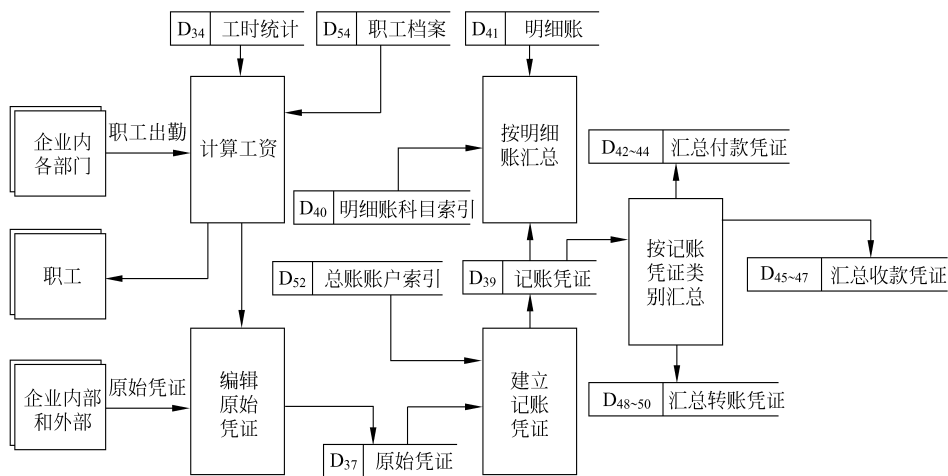 D34 工时统计
D54 职工档案
D41 明细账
企业内
各部门
职工出勤
计算工资
按明细
账汇总
D42~44 汇总付款凭证
D40 明细账科目索引
职工
D52 总账账户索引
D39 记账凭证
按记账
凭证类
别汇总
D45~47 汇总收款凭证
企业内部
和外部
原始凭证
编辑
原始
凭证
建立
记账
凭证
D48~50 汇总转账凭证
D37 原始凭证